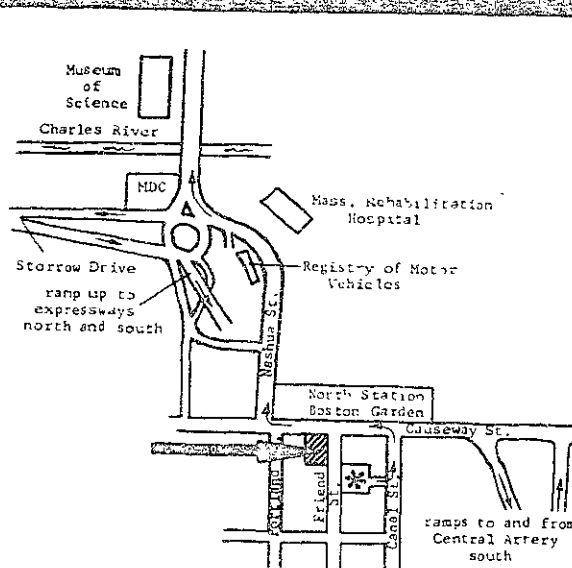 Museum
of
Science
Charles River
MDC
Mass. Rehabilitation
Hospital
Storrow Drive
Registry of Motor
Vehicles
ramp up to
expressways
north and south
Nashua St.
North Station
Boston Garden
Causeway St.
Portland
Friend
St.
Canal St.
ramps to and from
Central Artery
south